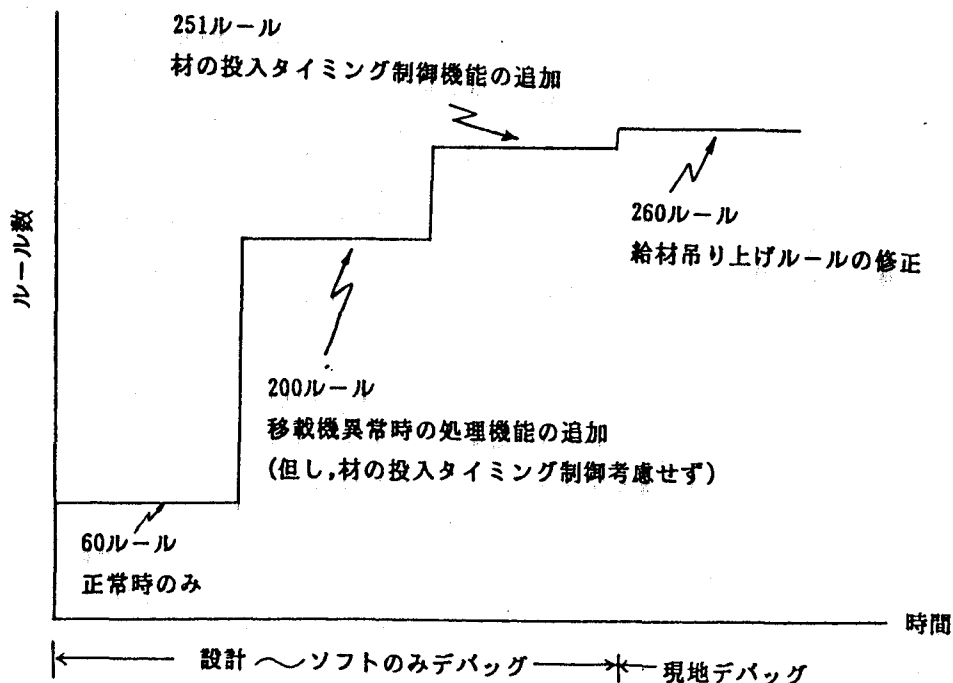 251ルール
材の投入タイミング制御機能の追加
260ルール
給材吊り上げルールの修正
ルール数
200ルール
移載機異常時の処理機能の追加
(但し,材の投入タイミング制御考慮せず)
60ルール
正常時のみ
時間
設計 〜 ソフトのみデバッグ
現地デバッグ